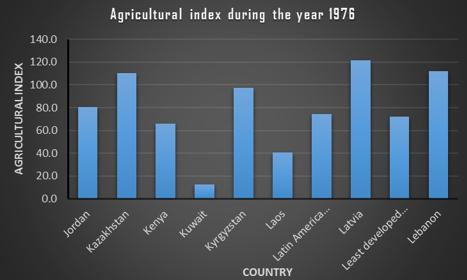 Agricultural index during the year 1976
AGRICULTURAL INDEX
140.0
120.0
100.0
80.0
60.0
40.0
20.0
0.0
Jordan
Kazakhstan
Kenya
Kuwait
Kyrgyzstan
Laos
Latin America...
Latvia
Least developed...
Lebanon
COUNTRY